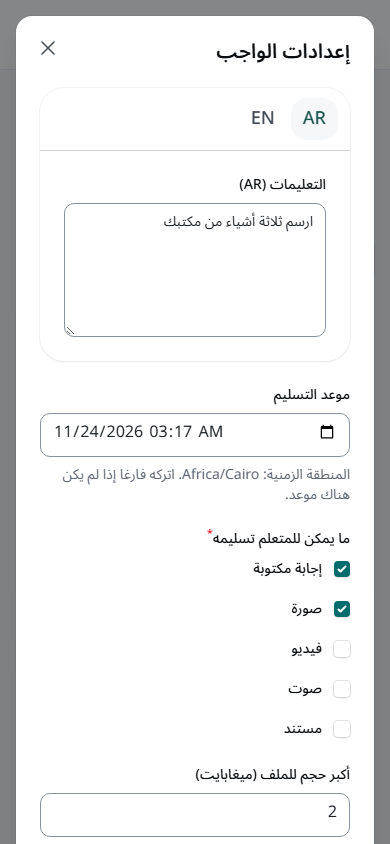 إعدادات الواجب
AR EN
التعليمات (AR)
ارسم ثلاثة أشياء من مكتبك
موعد التسليم
11/24/2026 03:17 AM
المنطقة الزمنية: Africa/Cairo. اتركه فارغا إذا لم يكن
هناك موعد.
ما يمكن للمتعلم تسليمه*
إجابة مكتوبة
صورة
فيديو
صوت
مستند
أكبر حجم للملف (ميغابايت)
2